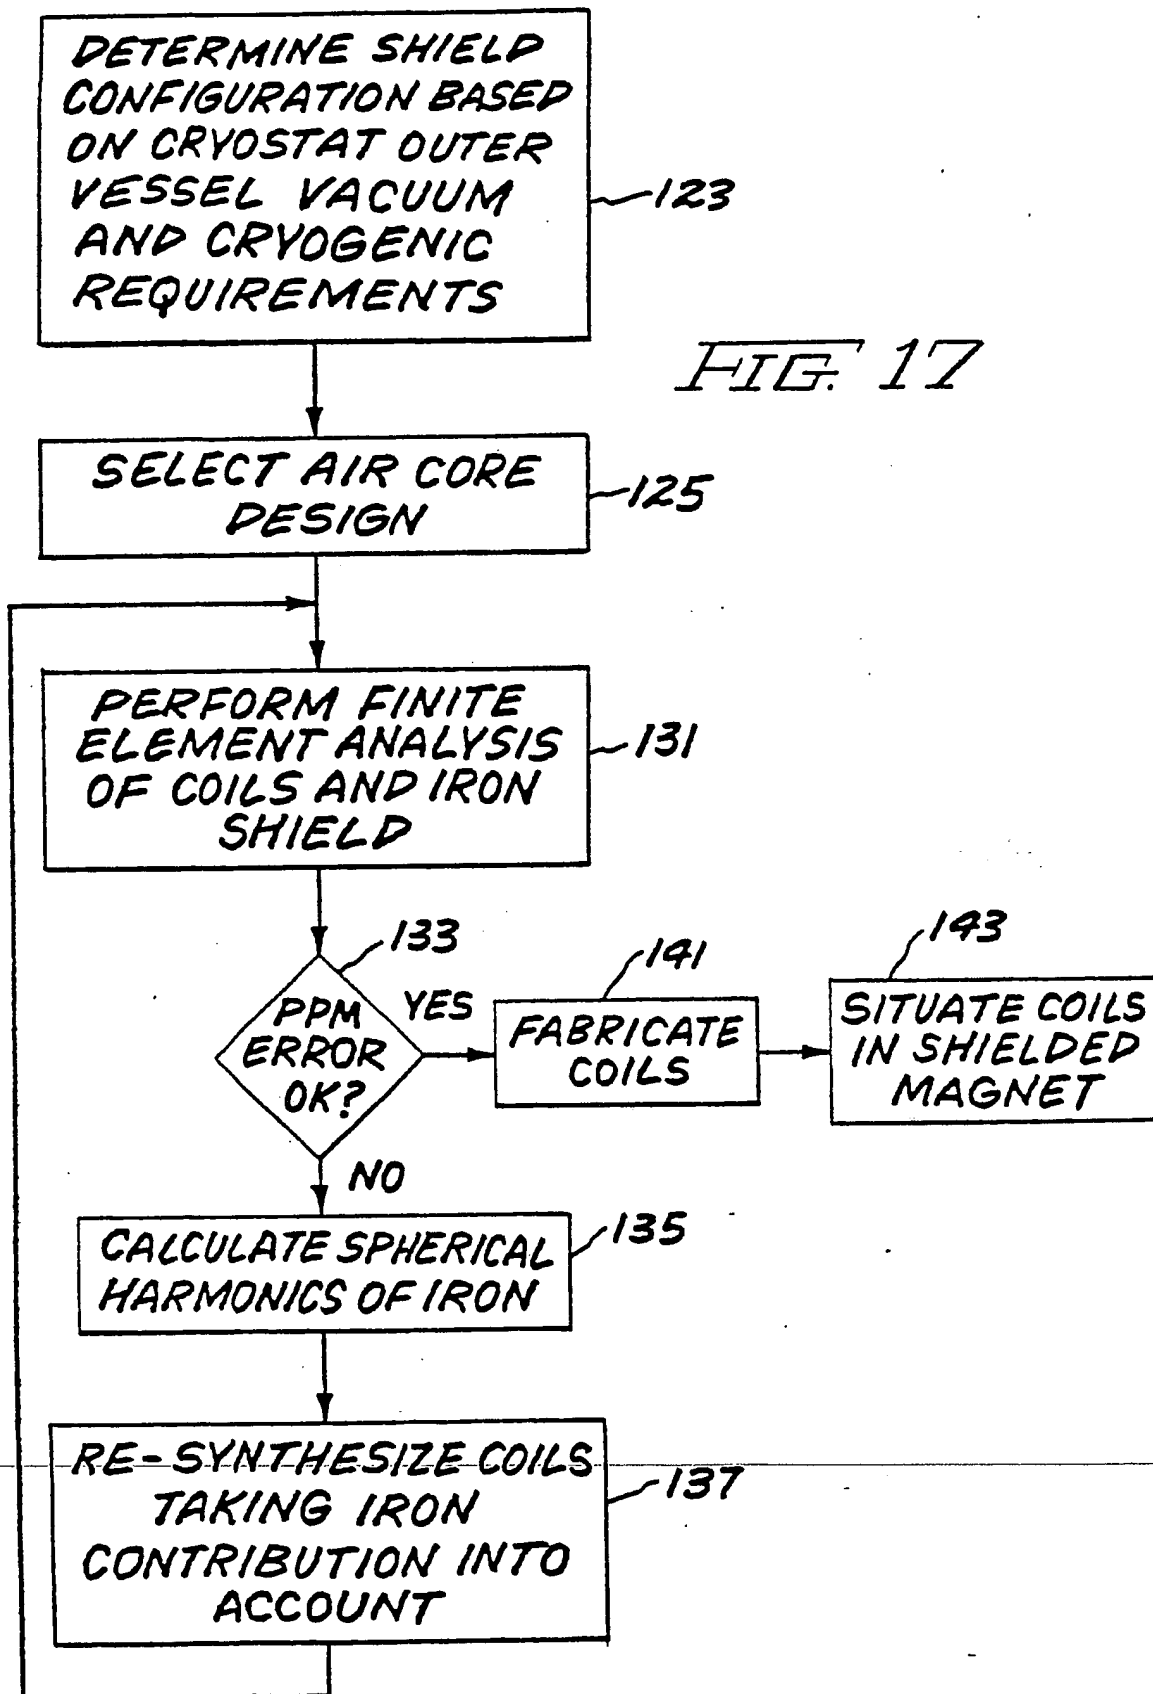 DETERMINE SHIELD
CONFIGURATION BASED
ON CRYOSTAT OUTER
VESSEL VACUUM
AND CRYOGENIC
REQUIREMENTS
123
FIG. 17
SELECT AIR CORE
DESIGN
125
PERFORM FINITE
ELEMENT ANALYSIS
OF COILS AND IRON
SHIELD
131
133
PPM
ERROR
OK?
YES
141
FABRICATE
COILS
143
SITUATE COILS
IN SHIELDED
MAGNET
NO
CALCULATE SPHERICAL
HARMONICS OF IRON
135
RE-SYNTHESIZE COILS
TAKING IRON
CONTRIBUTION INTO
ACCOUNT
137